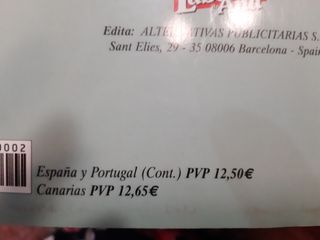 Edita: ALTERNATIVAS PUBLICITARIAS S.
Sant Elies, 29 - 35 08006 Barcelona - Spain
0002
España y Portugal (Cont.) PVP 12,50€
Canarias PVP 12,65€